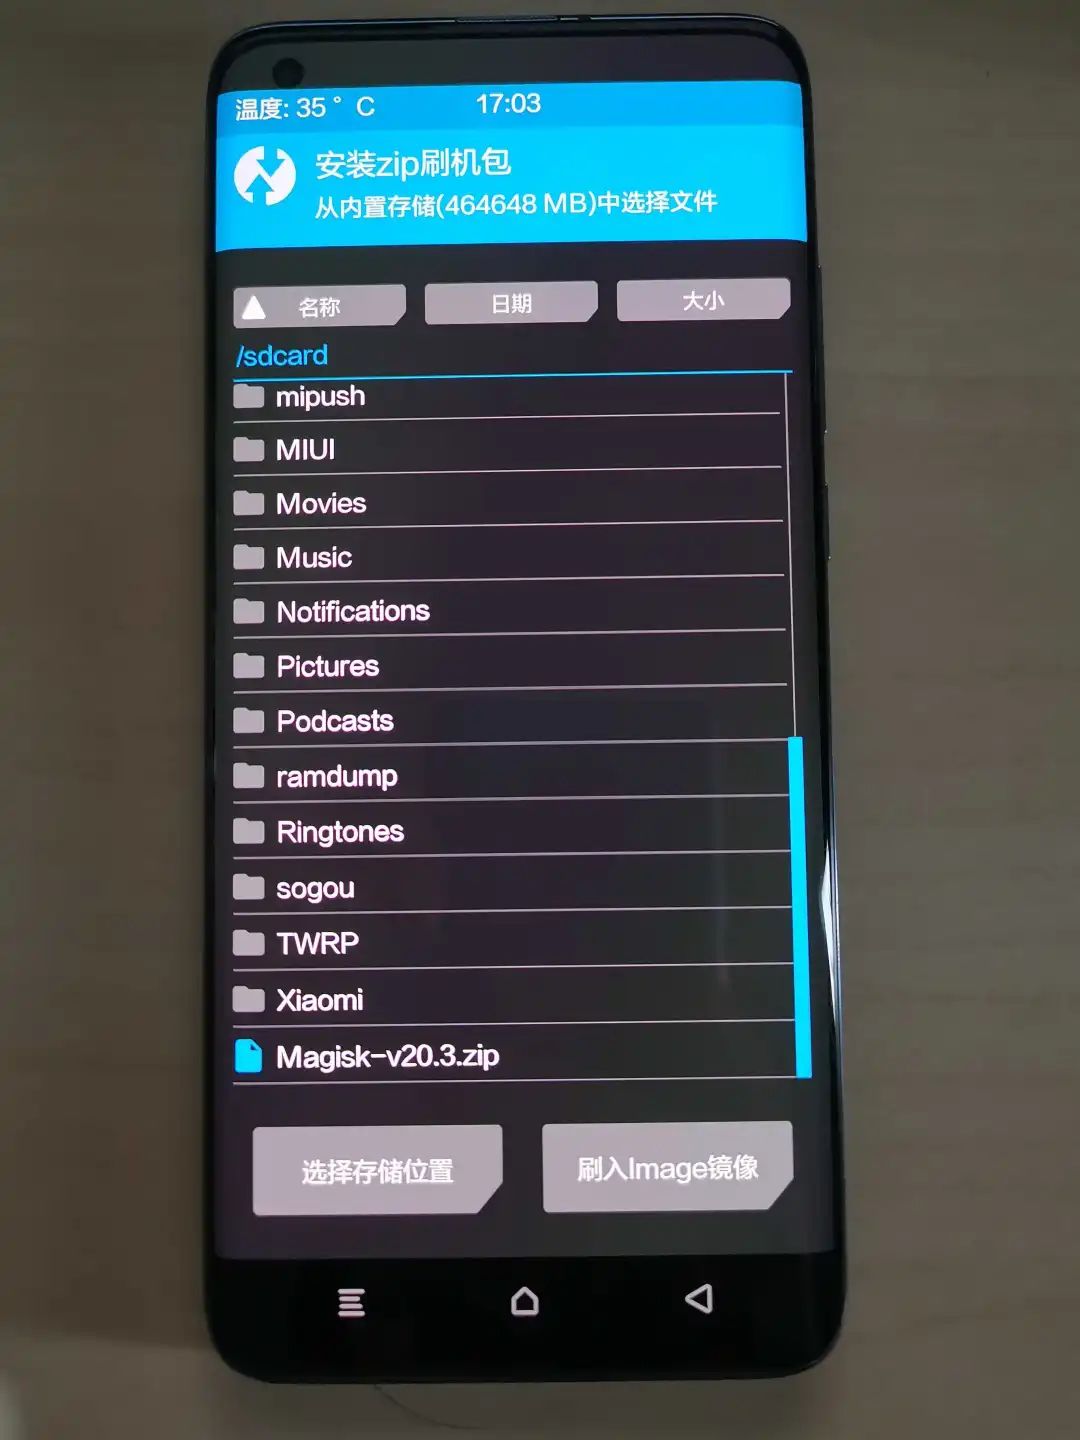 温度: 35 ° C 17:03
安装zip刷机包
从内置存储(464648 MB)中选择文件
名称 日期 大小
/sdcard
mipush
MIUI
Movies
Music
Notifications
Pictures
Podcasts
ramdump
Ringtones
sogou
TWRP
Xiaomi
Magisk-v20.3.zip
选择存储位置 刷入Image镜像